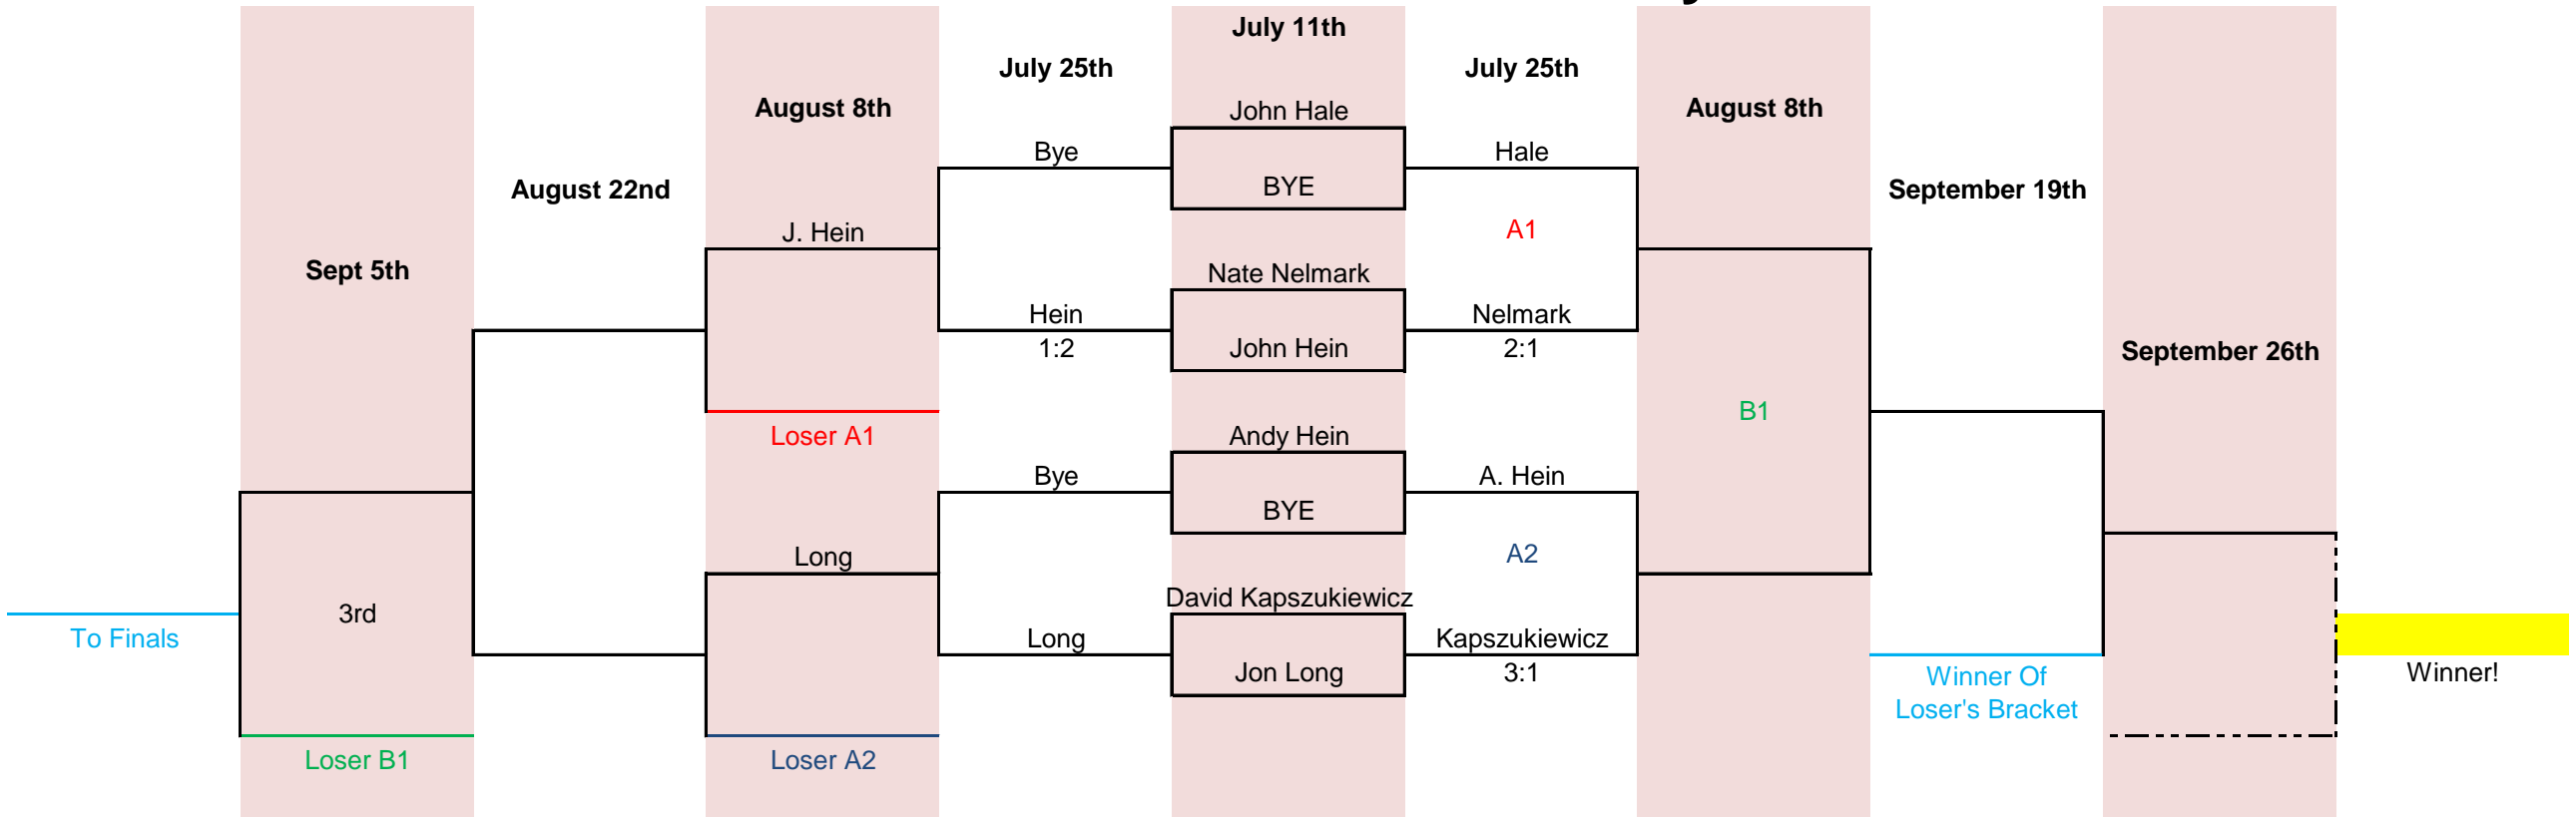 July 11th
July 25th
July 25th
August 8th
John Hale
August 8th
Bye
Hale
August 22nd
BYE
September 19th
J. Hein
A1
Sept 5th
Nate Nelmark
Hein
Nelmark
1:2
John Hein
2:1
September 26th
Loser A1
Andy Hein
B1
Bye
A. Hein
BYE
Long
A2
David Kapszukiewicz
3rd
To Finals
Long
Kapszukiewicz
Jon Long
3:1
Winner Of
Loser's Bracket
Winner!
Loser B1
Loser A2